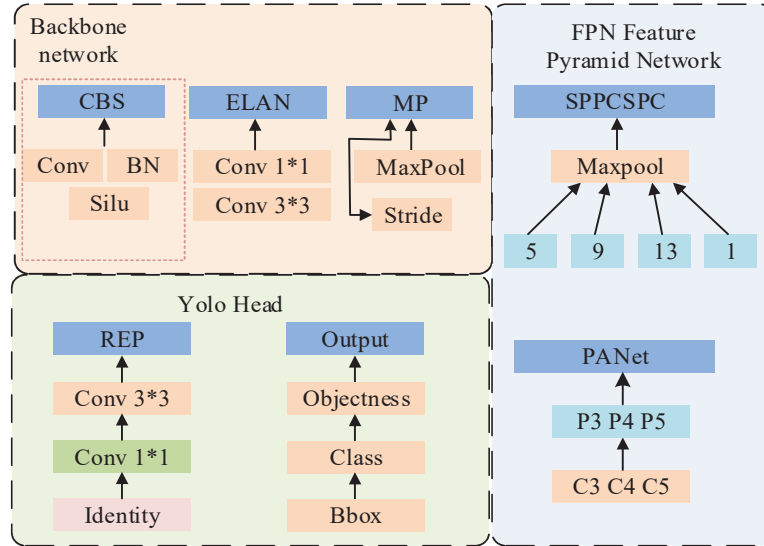 Backbone
network
CBS
Conv
BN
Silu
ELAN
Conv 1*1
Conv 3*3
MP
MaxPool
Stride
FPN Feature
Pyramid Network
SPPCSPC
Maxpool
5
9
13
1
PANet
P3 P4 P5
C3 C4 C5
Yolo Head
REP
Conv 3*3
Conv 1*1
Identity
Output
Objectness
Class
Bbox